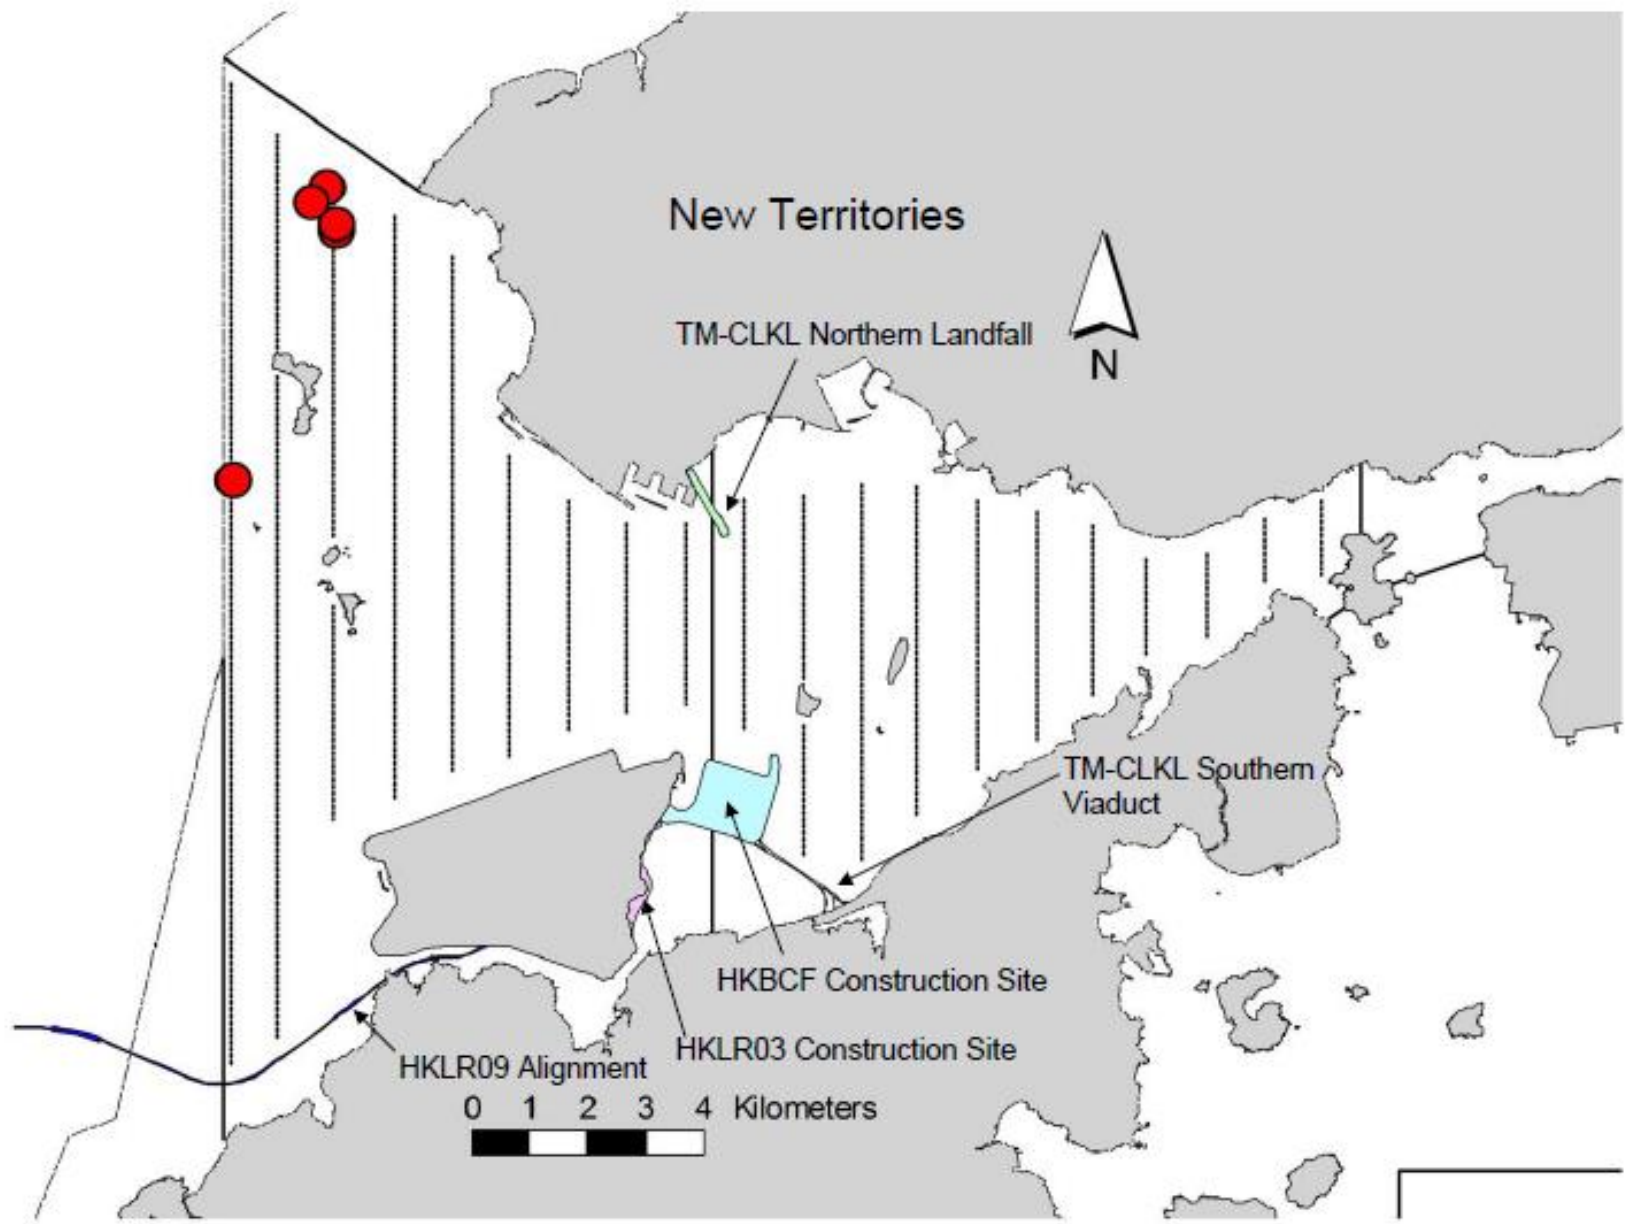 New Territories
TM-CLKL Northern Landfall
N
TM-CLKL Southern
Viaduct
HKBCF Construction Site
HKLR03 Construction Site
HKLR09 Alignment
0 1 2 3 4 Kilometers